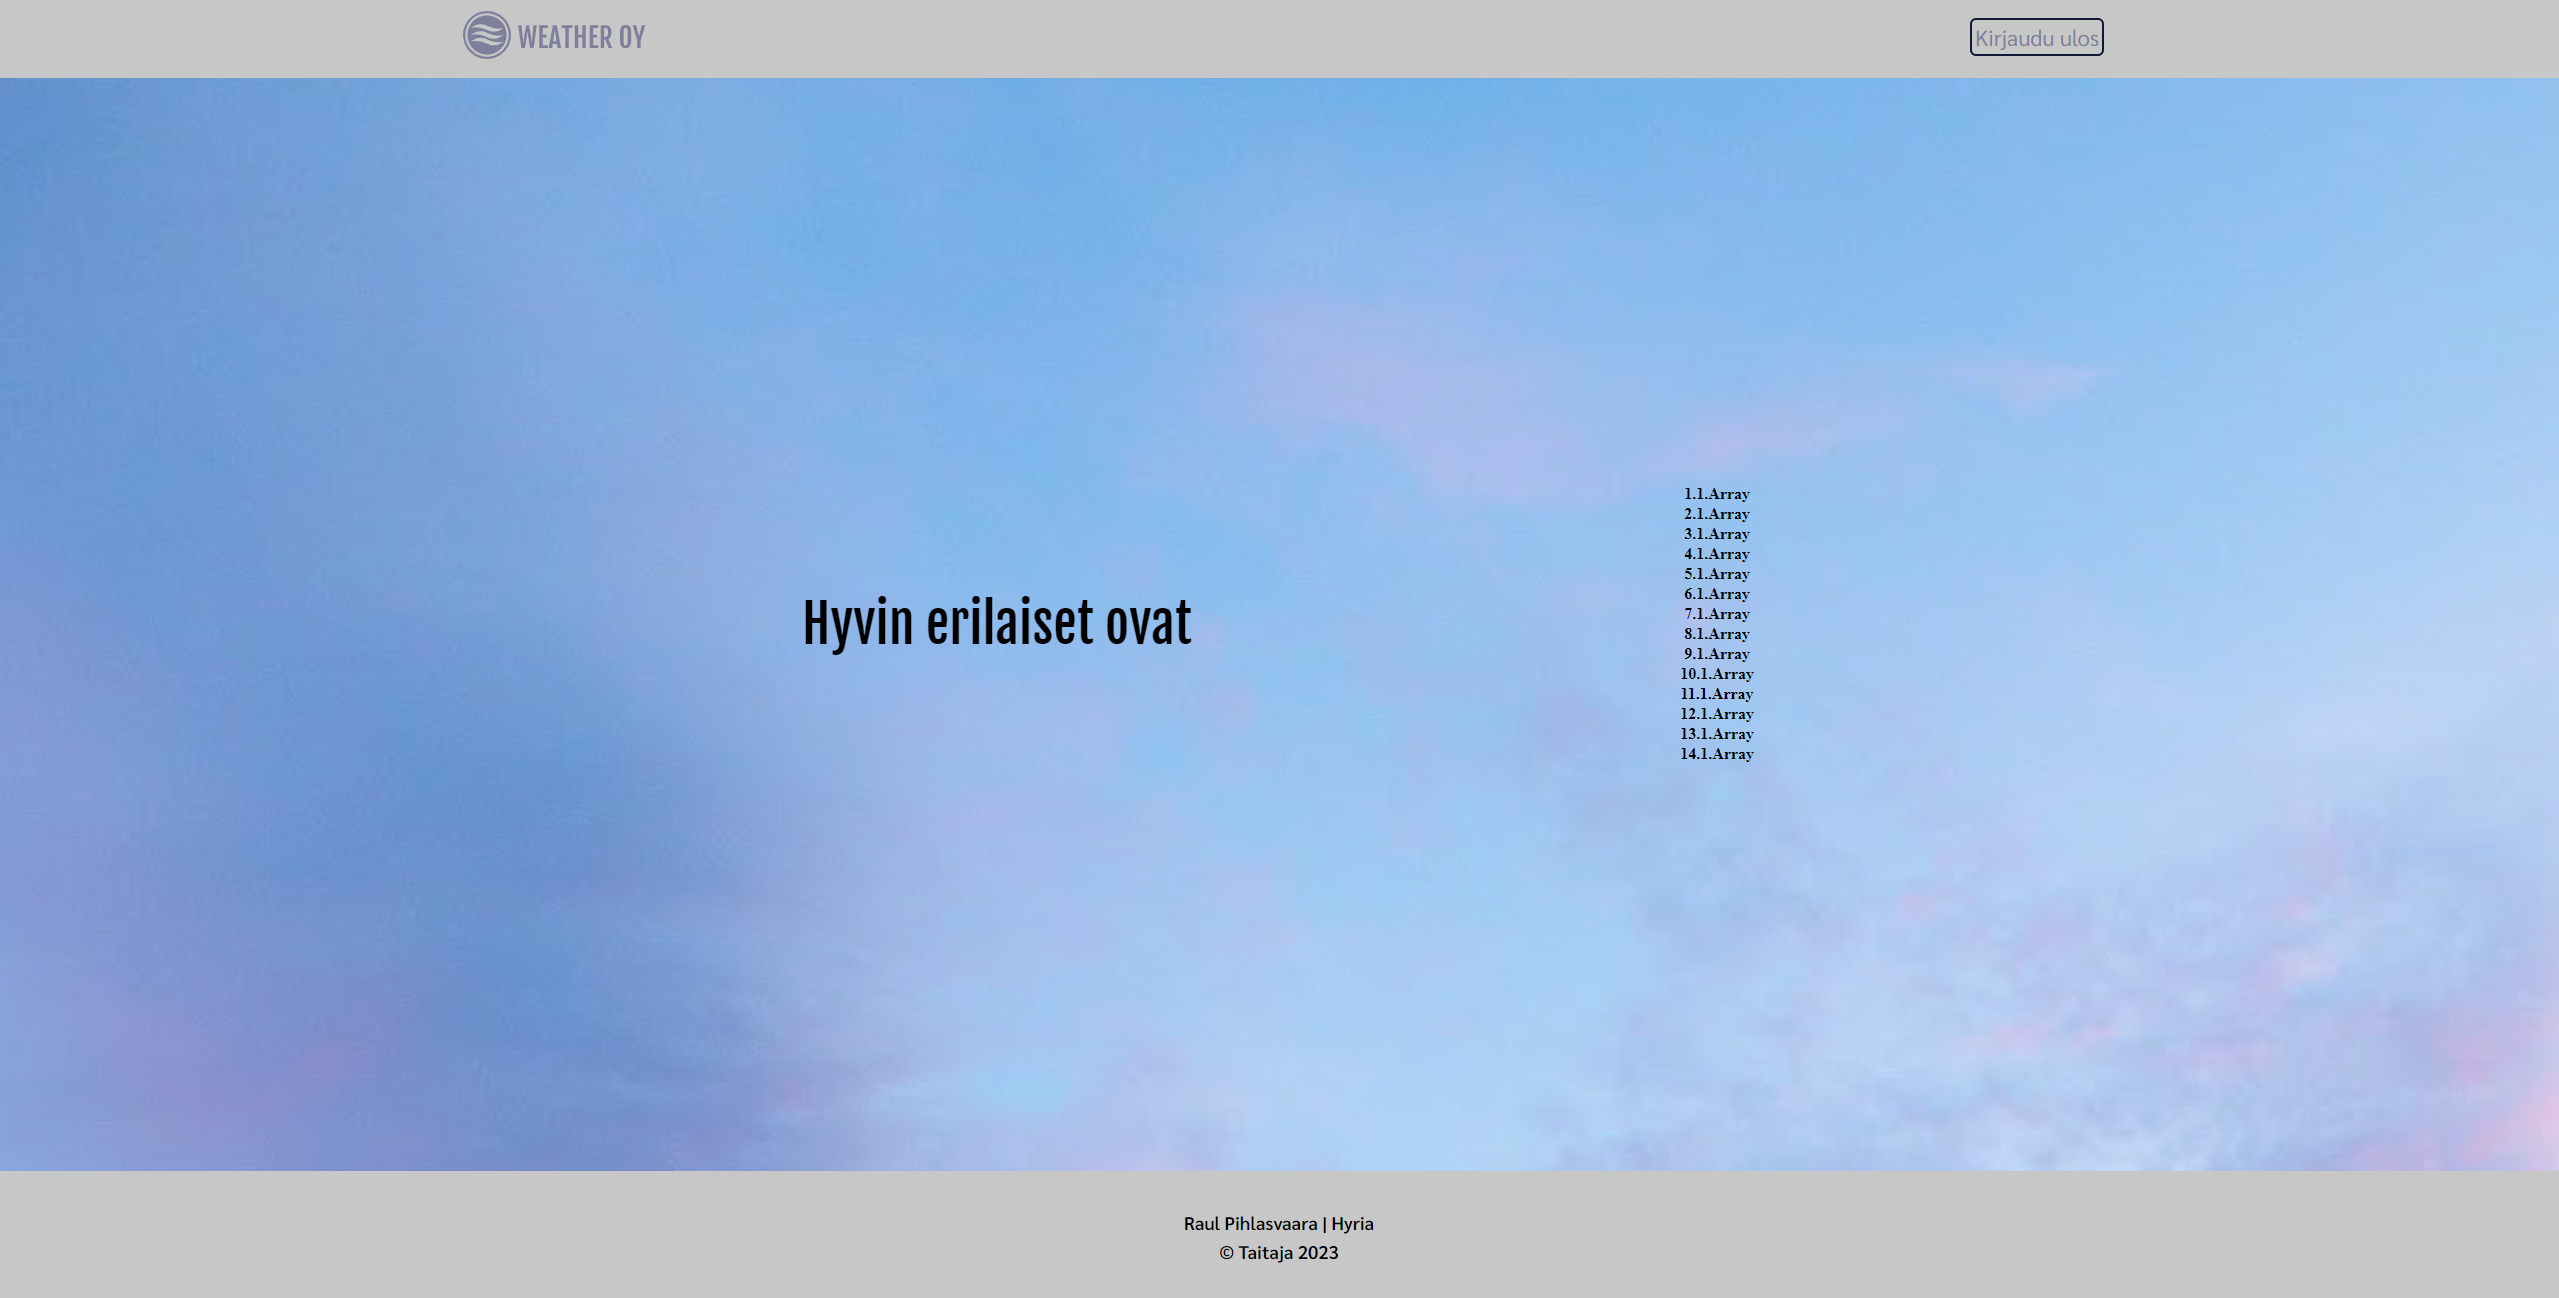 WEATHER OY
Kirjaudu ulos
Hyvin erilaiset ovat
1.1.Array
2.1.Array
3.1.Array
4.1.Array
5.1.Array
6.1.Array
7.1.Array
8.1.Array
9.1.Array
10.1.Array
11.1.Array
12.1.Array
13.1.Array
14.1.Array
Raul Pihlasvaara | Hyria
© Taitaja 2023